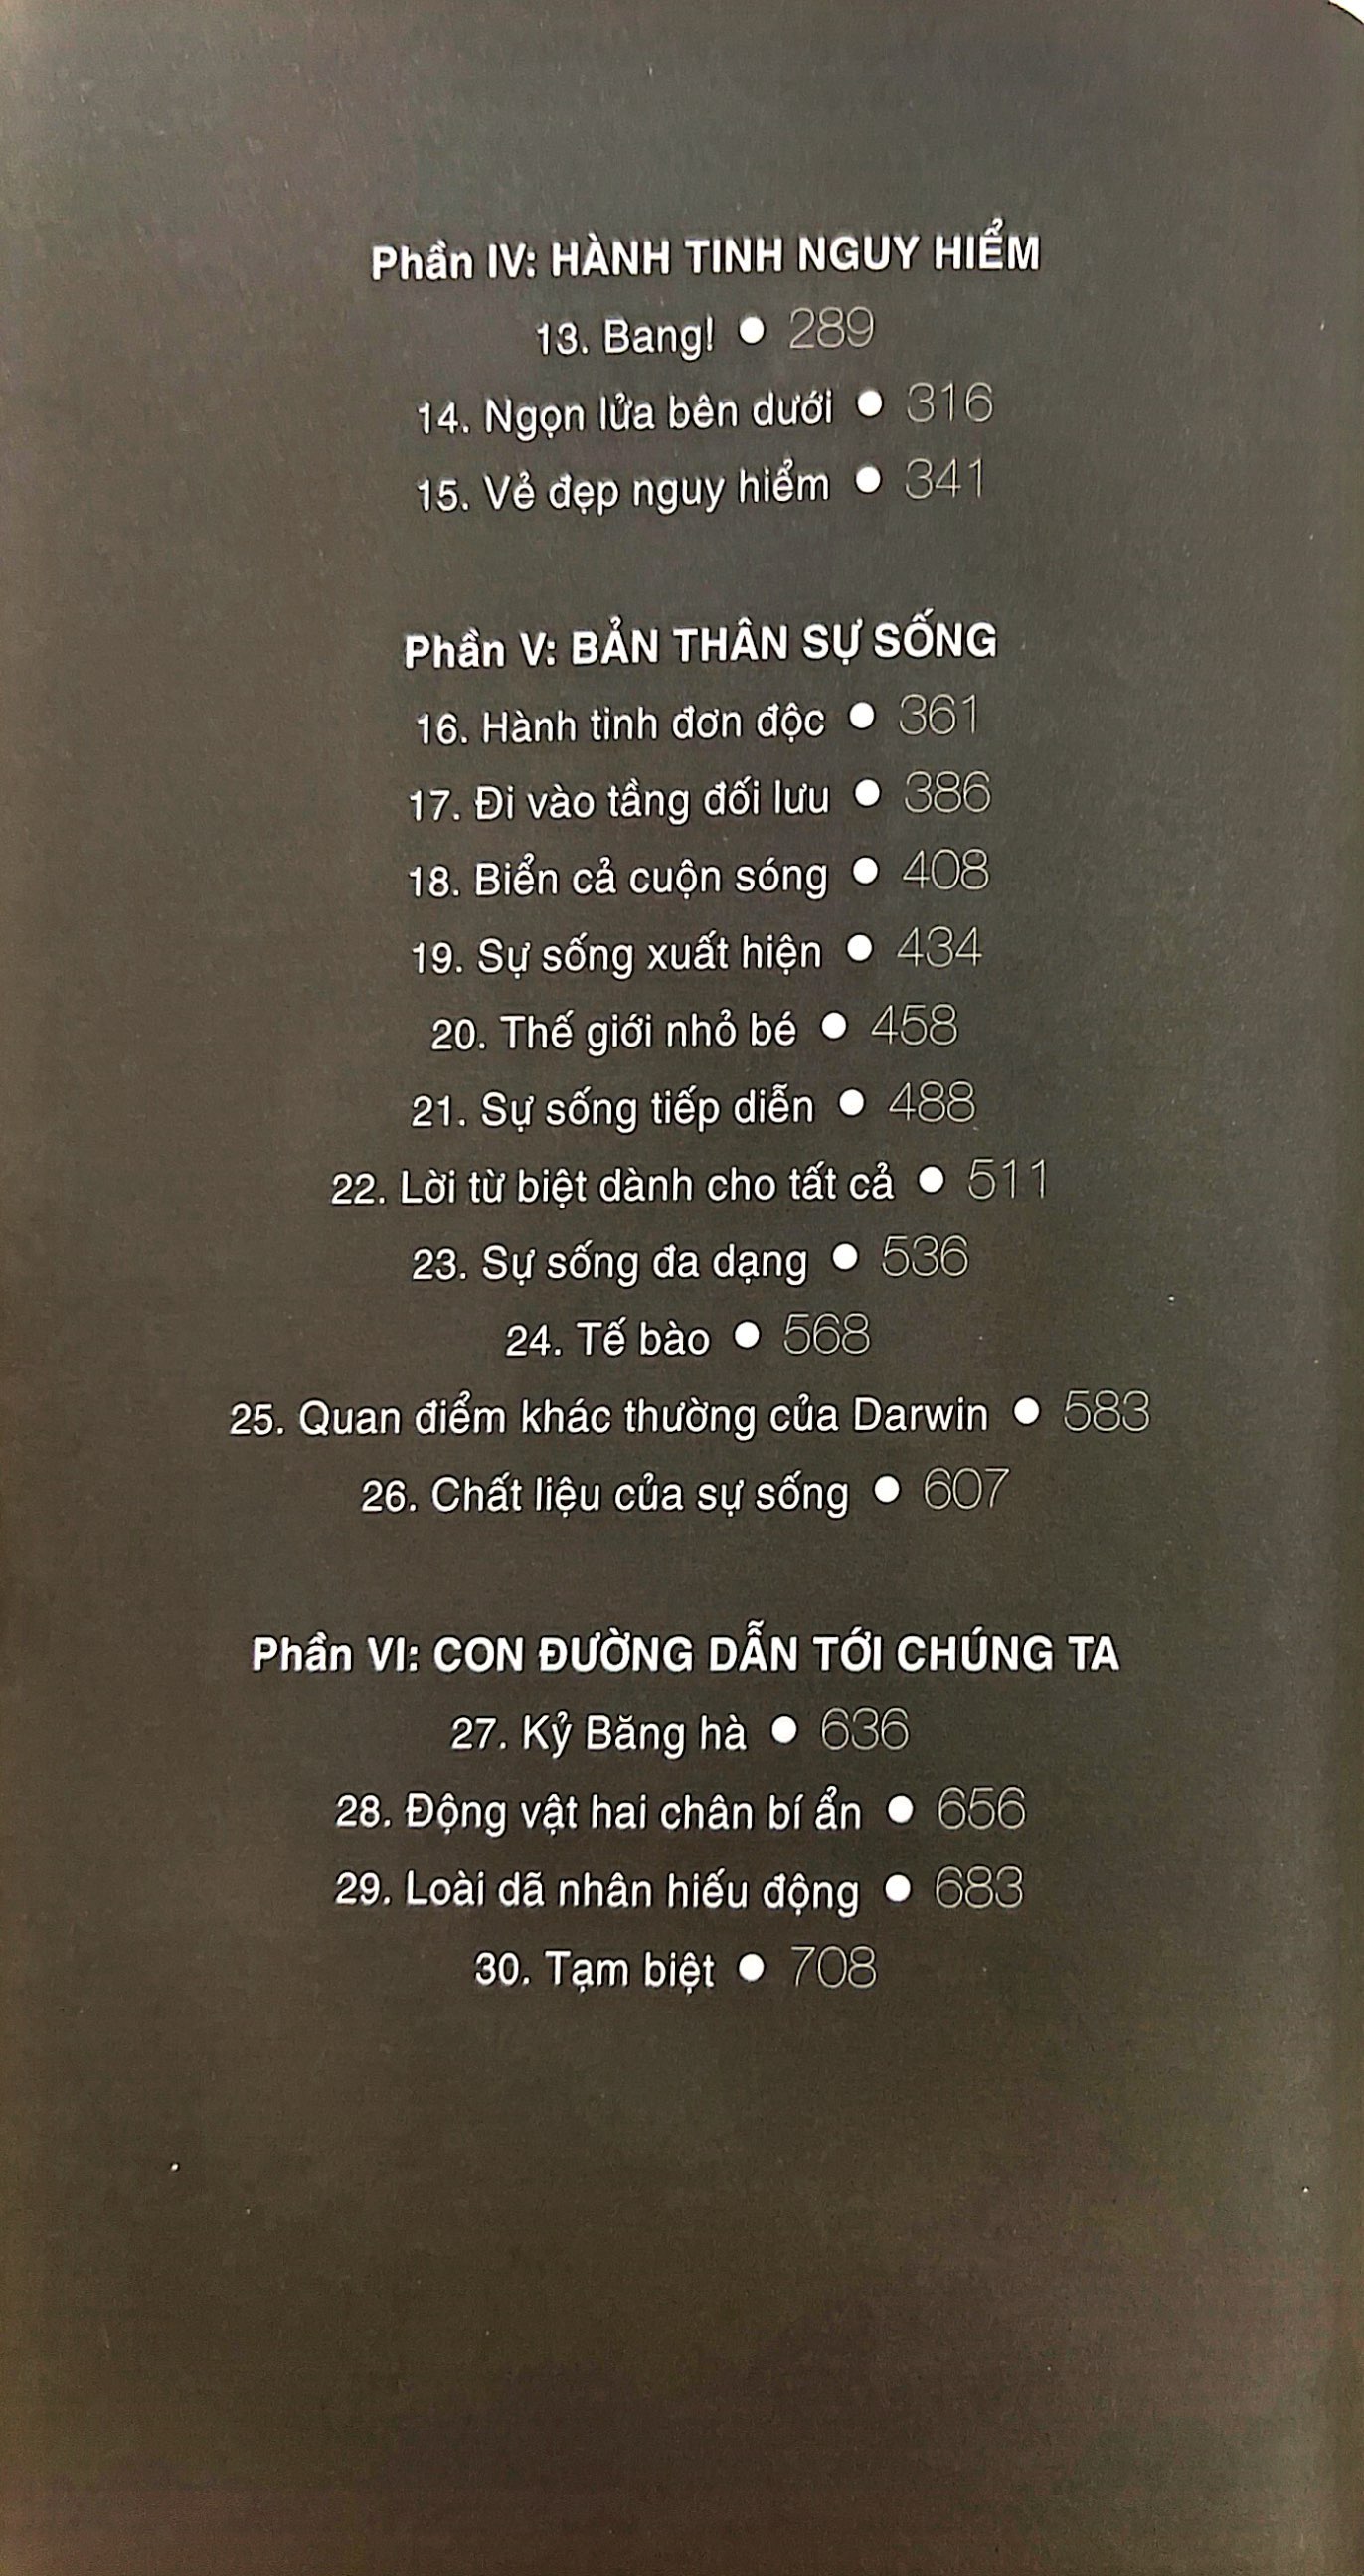 Phần IV: HÀNH TINH NGUY HIỂM
13. Bang! ● 289
14. Ngọn lửa bên dưới ● 316
15. Vẻ đẹp nguy hiểm ● 341
Phần V: BẢN THÂN SỰ SỐNG
16. Hành tinh đơn độc ● 361
17. Đi vào tầng đối lưu ● 386
18. Biển cả cuộn sóng ● 408
19. Sự sống xuất hiện ● 434
20. Thế giới nhỏ bé ● 458
21. Sự sống tiếp diễn ● 488
22. Lời từ biệt dành cho tất cả ● 511
23. Sự sống đa dạng ● 536
24. Tế bào ● 568
25. Quan điểm khác thường của Darwin ● 583
26. Chất liệu của sự sống ● 607
Phần VI: CON ĐƯỜNG DẪN TỚI CHÚNG TA
27. Kỷ Băng hà ● 636
28. Động vật hai chân bí ẩn ● 656
29. Loài dã nhân hiếu động ● 683
30. Tạm biệt ● 708